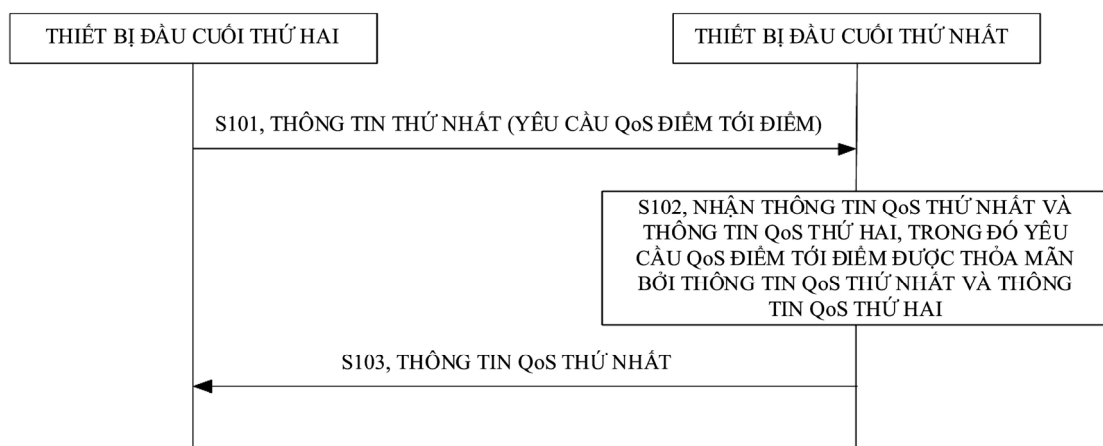 THIẾT BỊ ĐẦU CUỐI THỨ HAI
THIẾT BỊ ĐẦU CUỐI THỨ NHẤT
S101, THÔNG TIN THỨ NHẤT (YÊU CẦU QoS ĐIỂM TỚI ĐIỂM)
S102, NHẬN THÔNG TIN QoS THỨ NHẤT VÀ
THÔNG TIN QoS THỨ HAI, TRONG ĐÓ YÊU
CẦU QoS ĐIỂM TỚI ĐIỂM ĐƯỢC THỎA MÃN
BỞI THÔNG TIN QoS THỨ NHẤT VÀ THÔNG
TIN QoS THỨ HAI
S103, THÔNG TIN QoS THỨ NHẤT